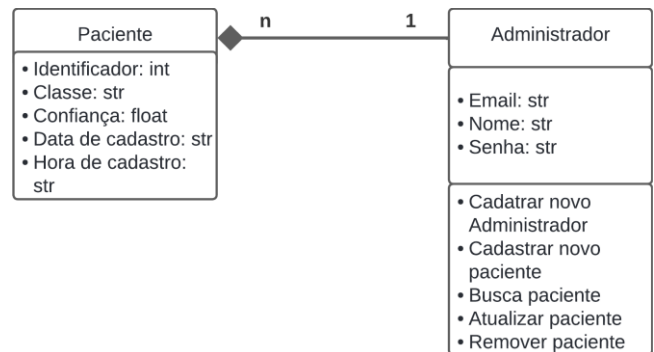 Paciente
• Identificador: int
• Classe: str
• Confiança: float
• Data de cadastro: str
• Hora de cadastro:
str
n
1
Administrador
• Email: str
• Nome: str
• Senha: str
• Cadatrar novo
Administrador
• Cadastrar novo
paciente
• Busca paciente
• Atualizar paciente
• Remover paciente